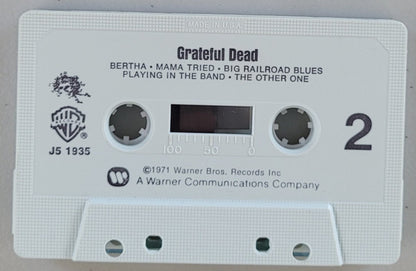 MADE IN U.S.A.
Grateful Dead
BERTHA • MAMA TRIED • BIG RAILROAD BLUES
PLAYING IN THE BAND • THE OTHER ONE
WB
J5 1935
2
100 50 0
©1971 Warner Bros. Records Inc
A Warner Communications Company